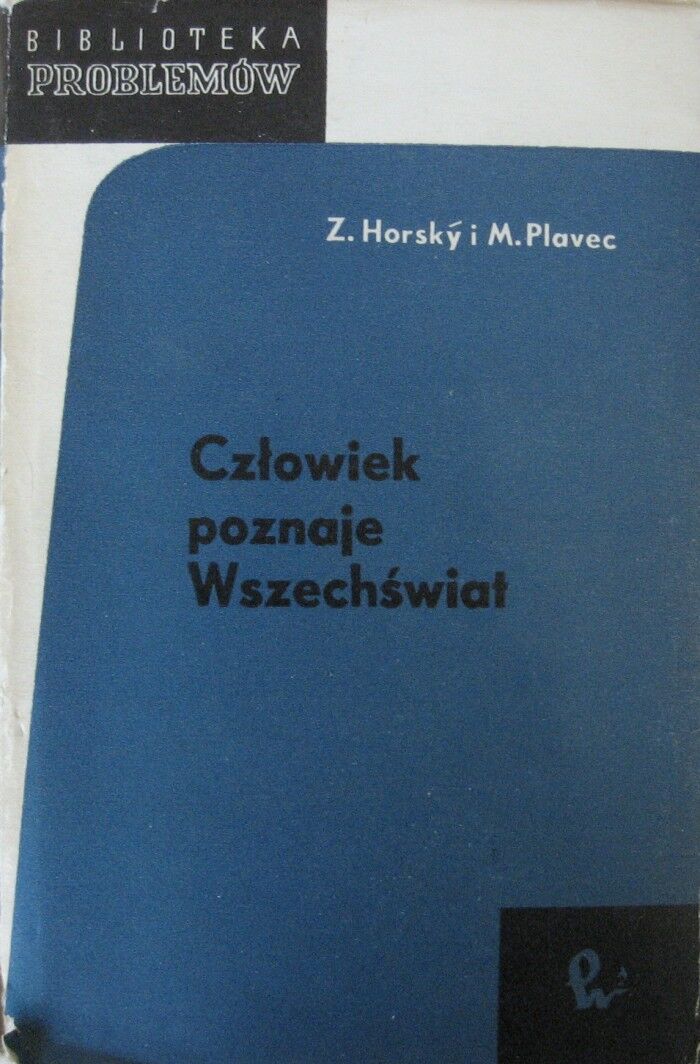 BIBLIOTEKA
PROBLEMÓW
Z. Horský i M. Plavec
Człowiek
poznaje
Wszechświat